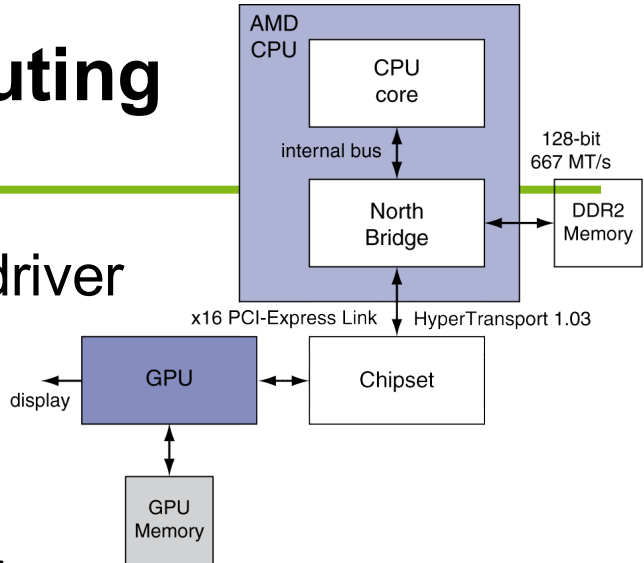 uting
AMD
CPU
CPU
core
internal bus
128-bit
667 MT/s
North
Bridge
DDR2
Memory
driver
x16 PCI-Express Link
HyperTransport 1.03
GPU
Chipset
display
GPU
Memory